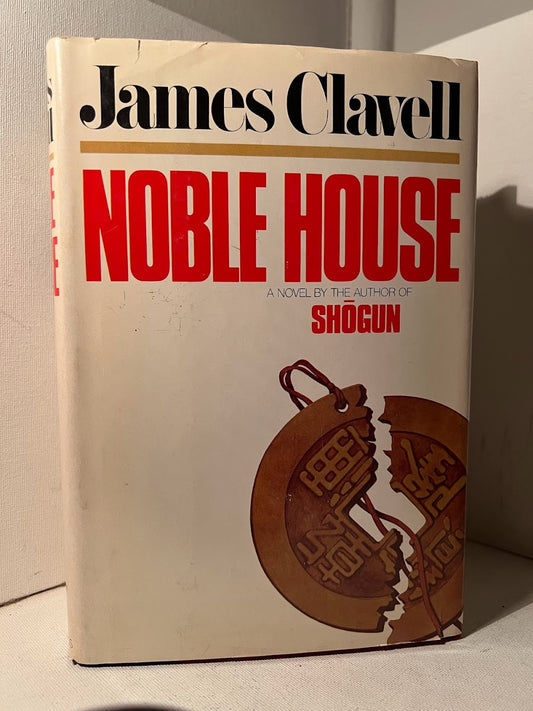 James Clavell
NOBLE HOUSE
A NOVEL BY THE AUTHOR OF
SHŌGUN